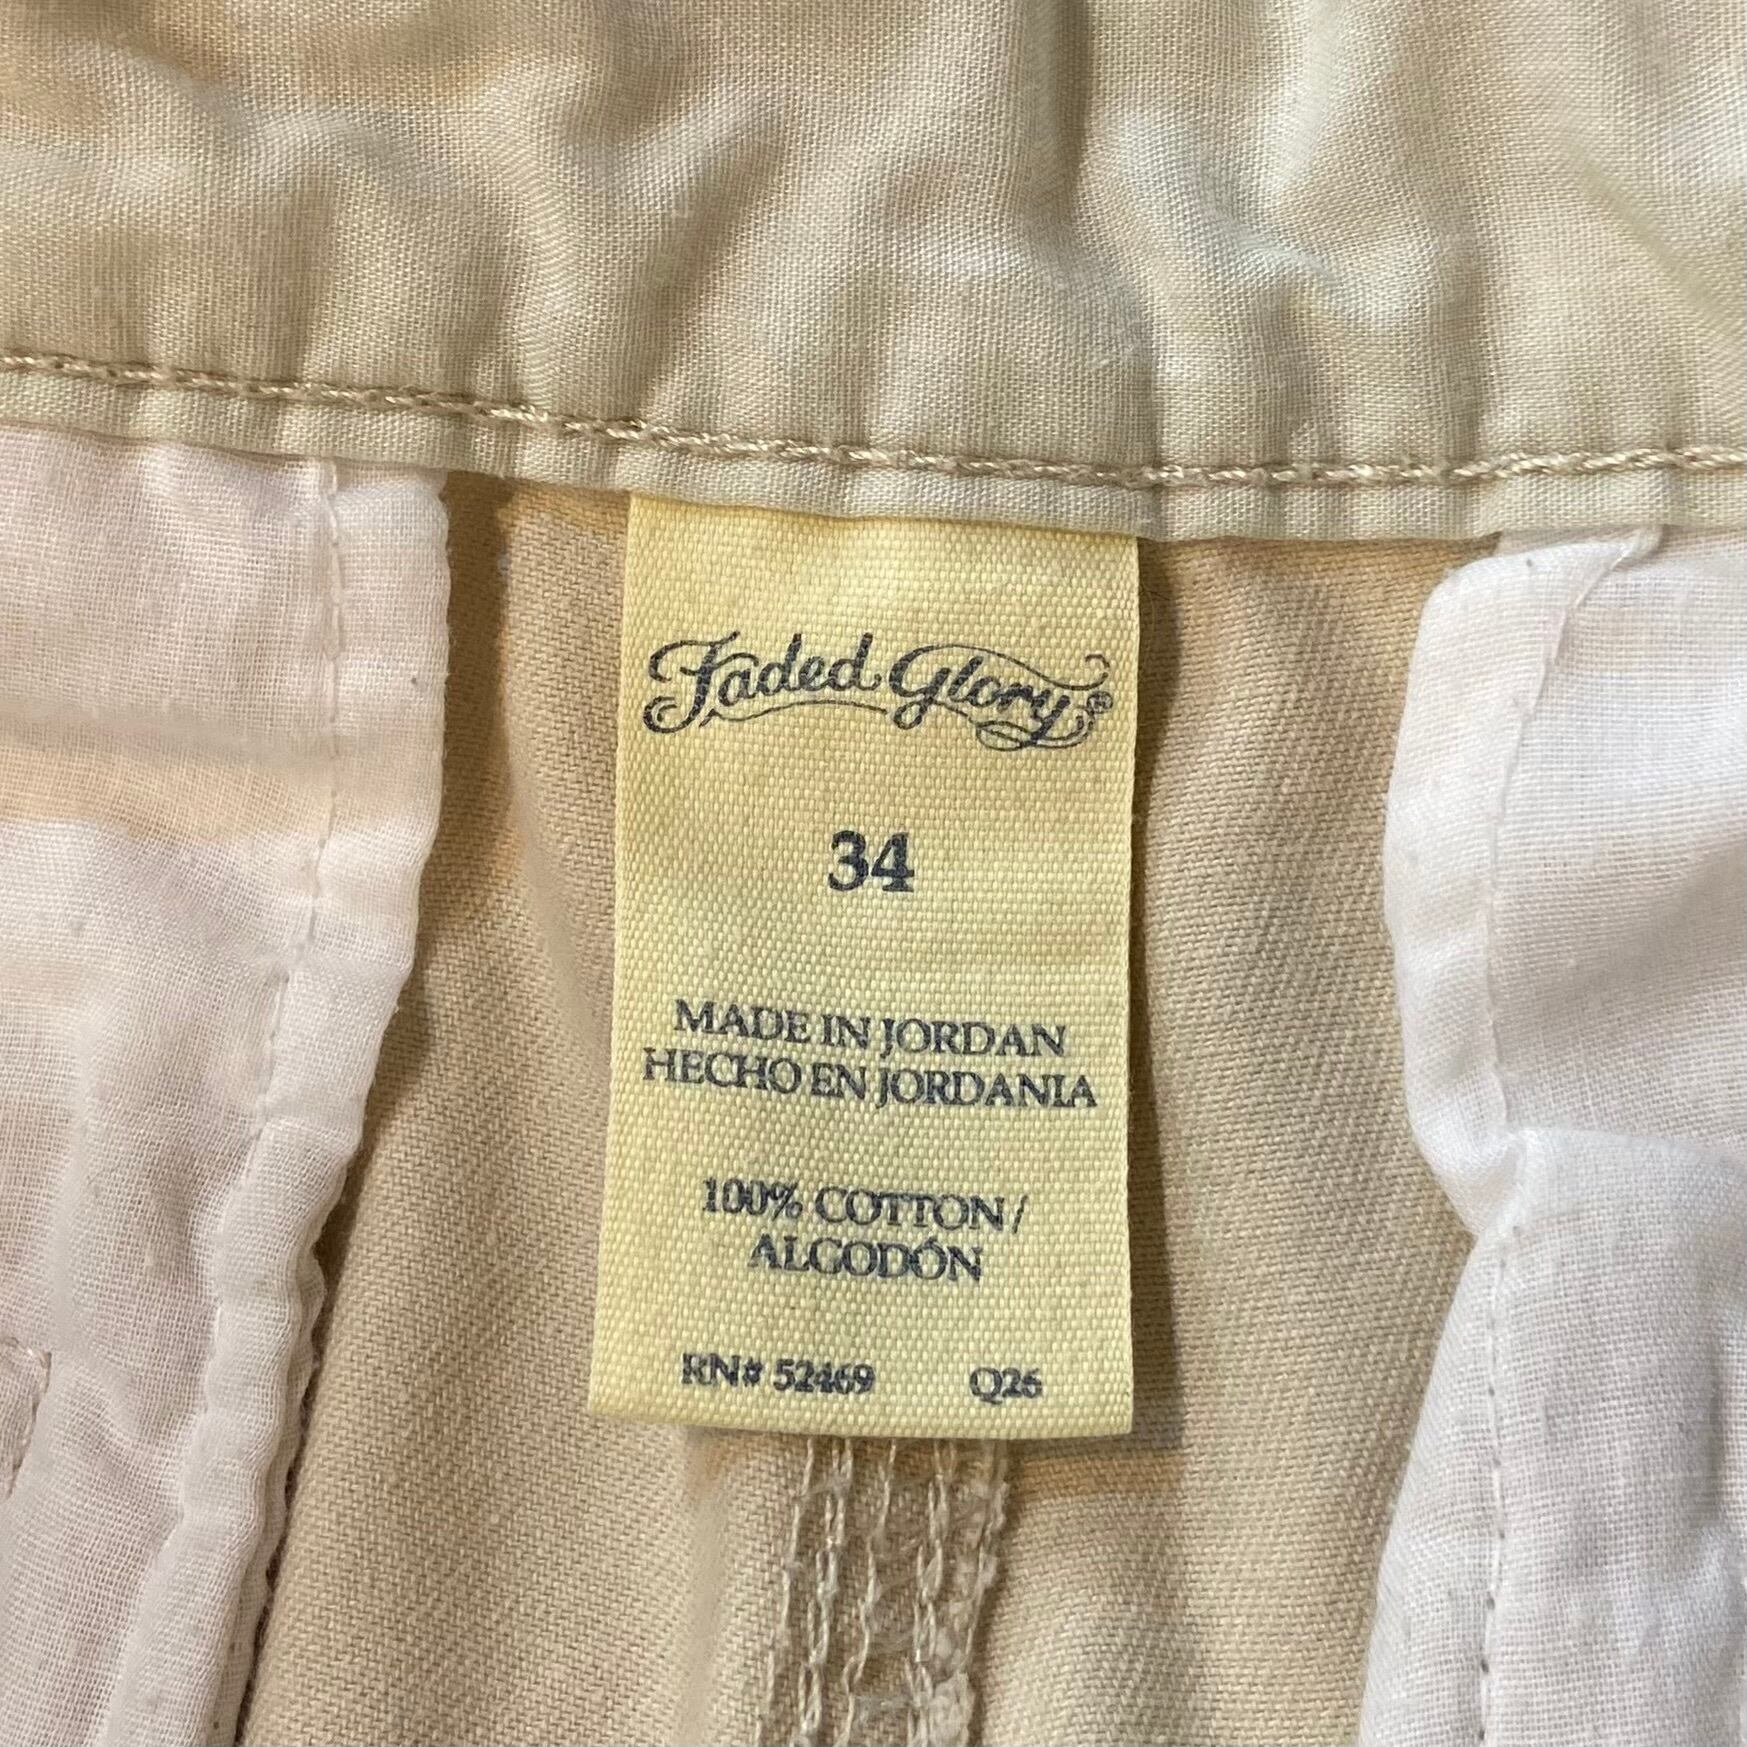 Faded Glory®
34
MADE IN JORDAN
HECHO EN JORDANIA
100% COTTON/
ALGODÓN
RN# 52469 Q26